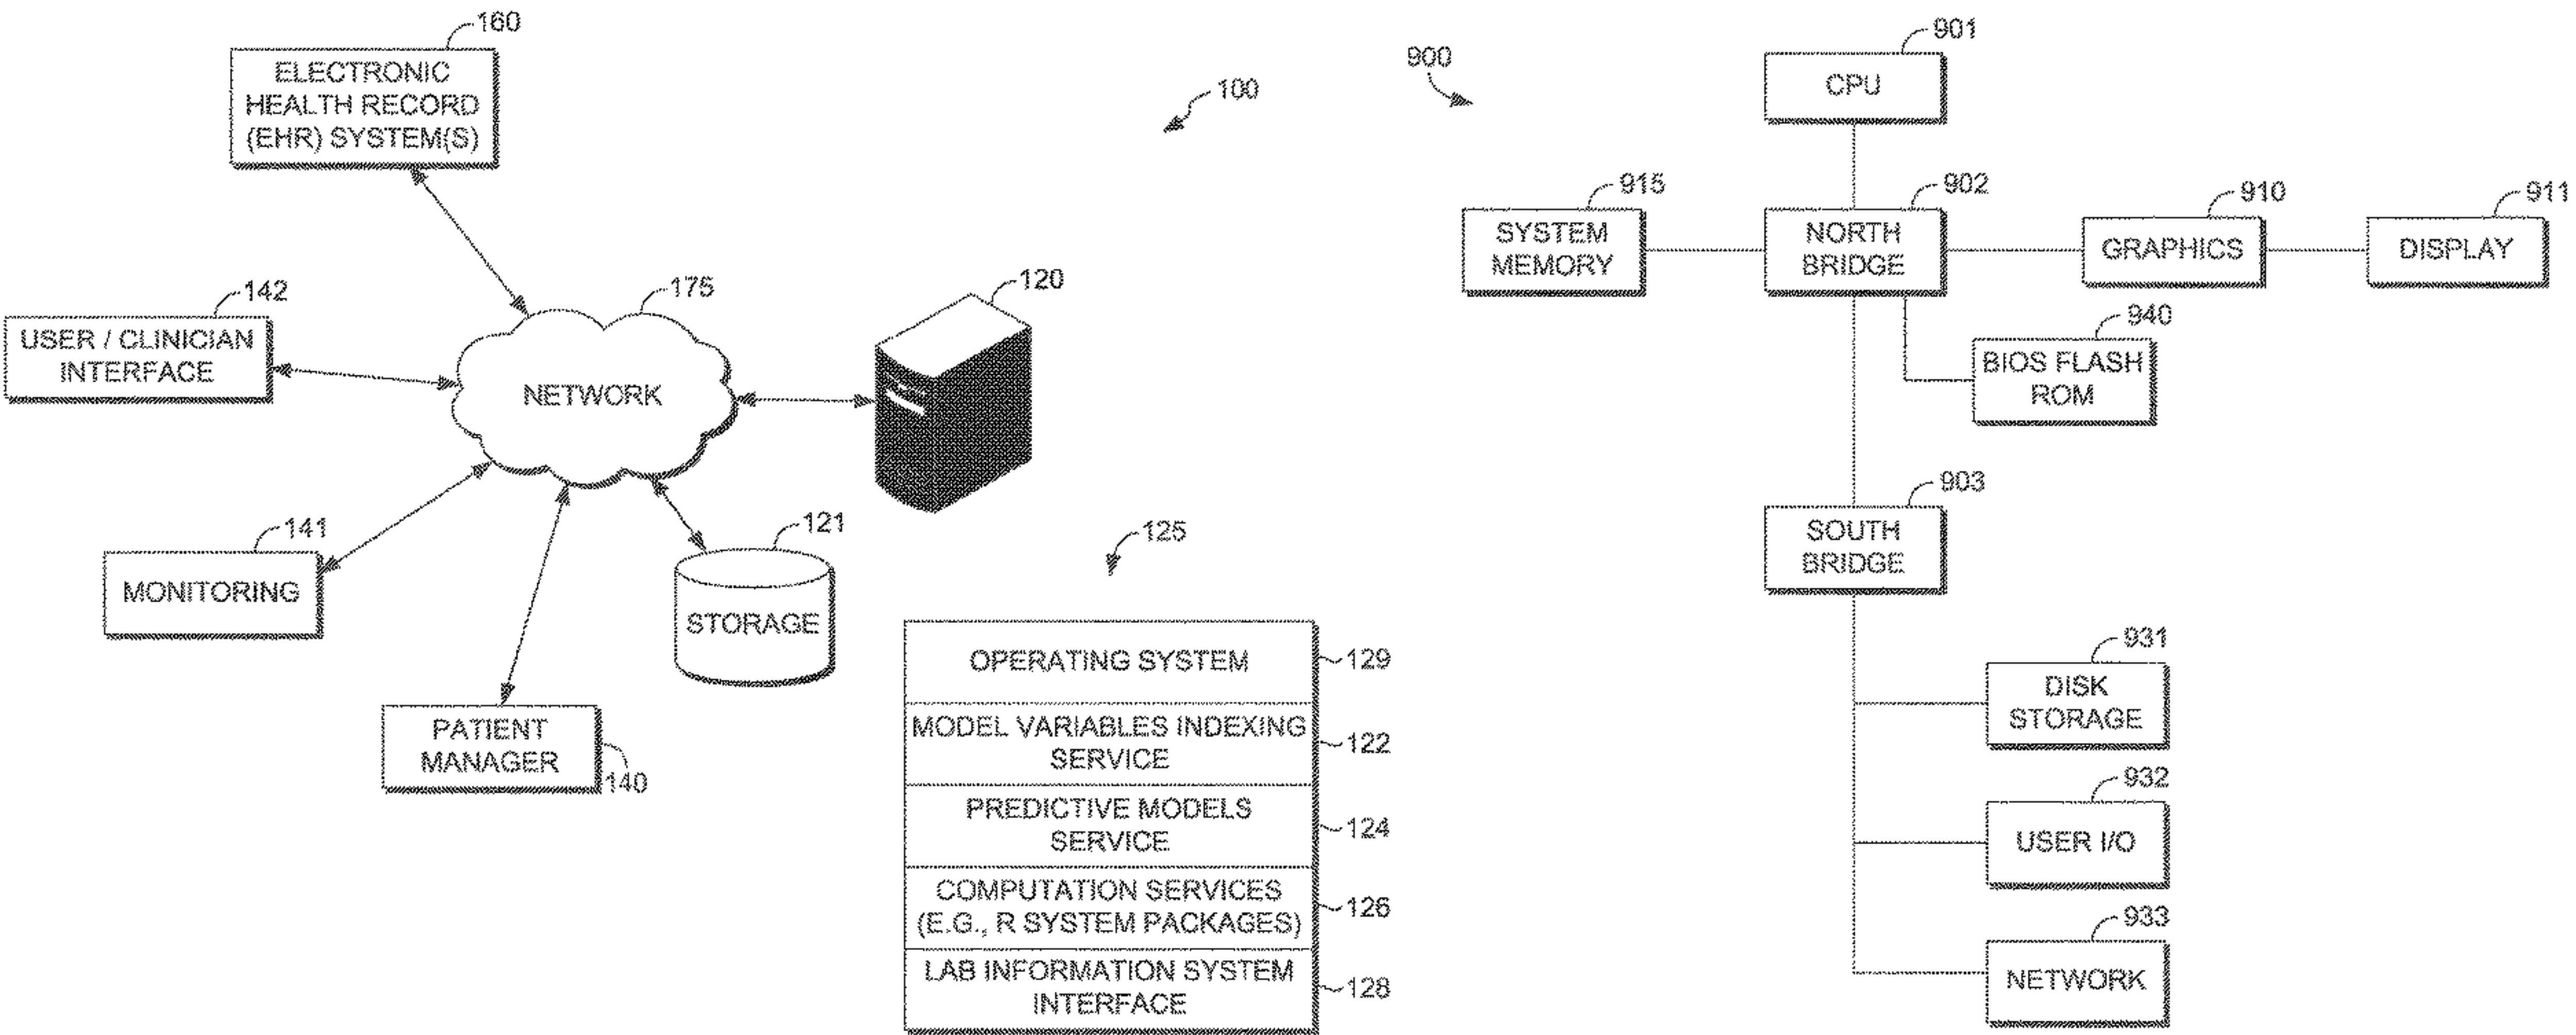 160
ELECTRONIC
HEALTH RECORD
(EHR) SYSTEM(S)
100
142
USER / CLINICIAN
INTERFACE
175
NETWORK
120
141
MONITORING
121
STORAGE
PATIENT
MANAGER
140
125
OPERATING SYSTEM
129
MODEL VARIABLES INDEXING
SERVICE
122
PREDICTIVE MODELS
SERVICE
124
COMPUTATION SERVICES
(E.G., R SYSTEM PACKAGES)
126
LAB INFORMATION SYSTEM
INTERFACE
128
900
901
CPU
915
SYSTEM
MEMORY
902
NORTH
BRIDGE
910
GRAPHICS
911
DISPLAY
940
BIOS FLASH
ROM
903
SOUTH
BRIDGE
931
DISK
STORAGE
932
USER I/O
933
NETWORK